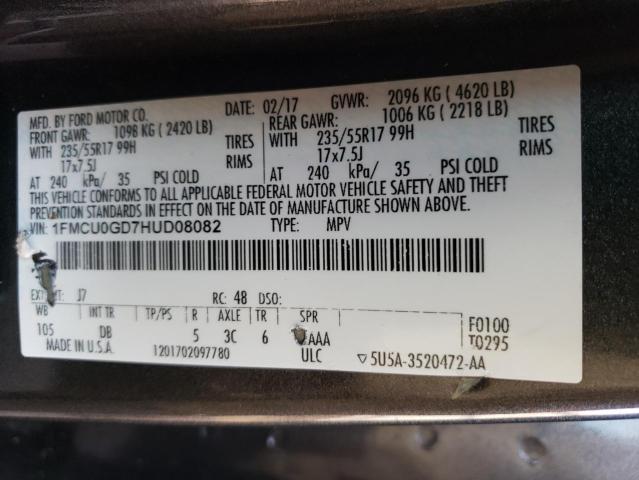 MFD. BY FORD MOTOR CO.
DATE: 02/17 GVWR: 2096 KG ( 4620 LB)
FRONT GAWR: 1098 KG ( 2420 LB)
REAR GAWR: 1006 KG ( 2218 LB)
WITH 235/55R17 99H TIRES
WITH 235/55R17 99H TIRES
17x7.5J RIMS
17x7.5J RIMS
AT 240 kPa/ 35 PSI COLD
AT 240 kPa/ 35 PSI COLD
THIS VEHICLE CONFORMS TO ALL APPLICABLE FEDERAL MOTOR VEHICLE SAFETY AND THEFT
PREVENTION STANDARDS IN EFFECT ON THE DATE OF MANUFACTURE SHOWN ABOVE.
VIN: 1FMCU0GD7HUD08082 TYPE: MPV
J7 RC: 48 DSO:
WB INT TR TP/PS R AXLE TR SPR
105 DB 5 3C 6 AAA
MADE IN U.S.A. 1201702097780 ULC
F0100
T0295
▽5U5A-3520472-AA